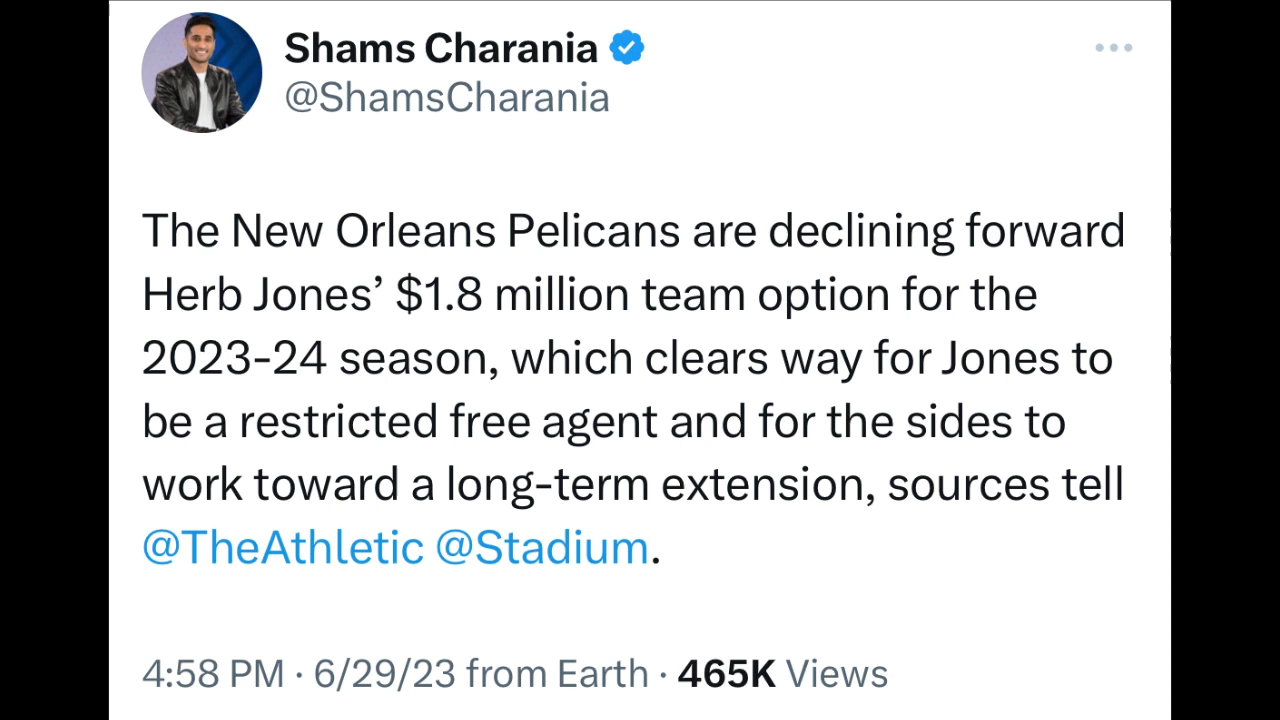 Shams Charania
@ShamsCharania
The New Orleans Pelicans are declining forward
Herb Jones’ $1.8 million team option for the
2023-24 season, which clears way for Jones to
be a restricted free agent and for the sides to
work toward a long-term extension, sources tell
@TheAthletic @Stadium.
4:58 PM · 6/29/23 from Earth · 465K Views